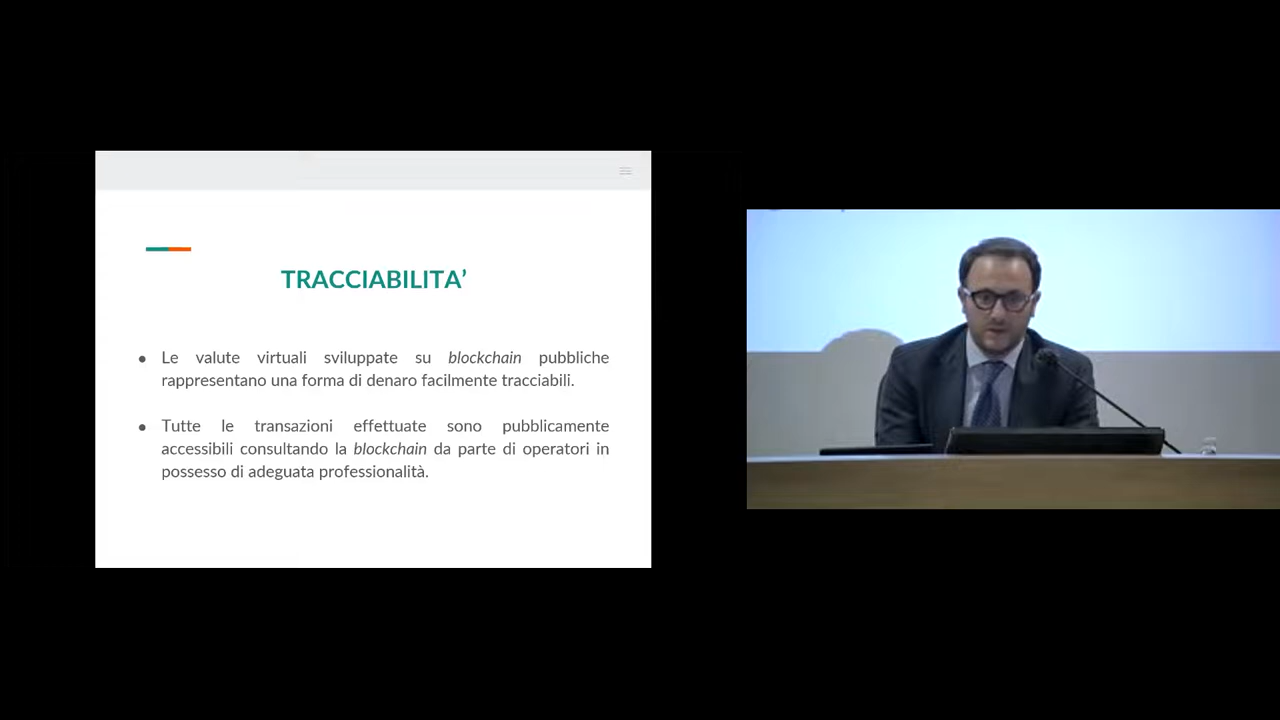 TRACCIABILITA’
● Le valute virtuali sviluppate su blockchain pubbliche
rappresentano una forma di denaro facilmente tracciabili.
● Tutte le transazioni effettuate sono pubblicamente
accessibili consultando la blockchain da parte di operatori in
possesso di adeguata professionalità.